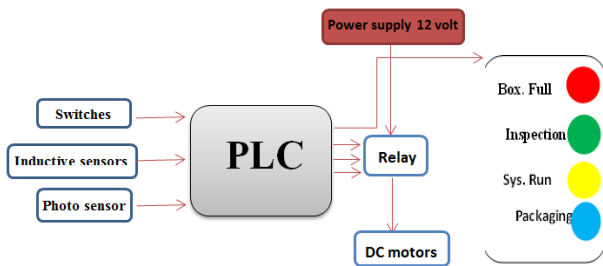 Power supply 12 volt
Box. Full
Switches
Inspection
Inductive sensors
PLC
Relay
Sys. Run
Photo sensor
Packaging
DC motors